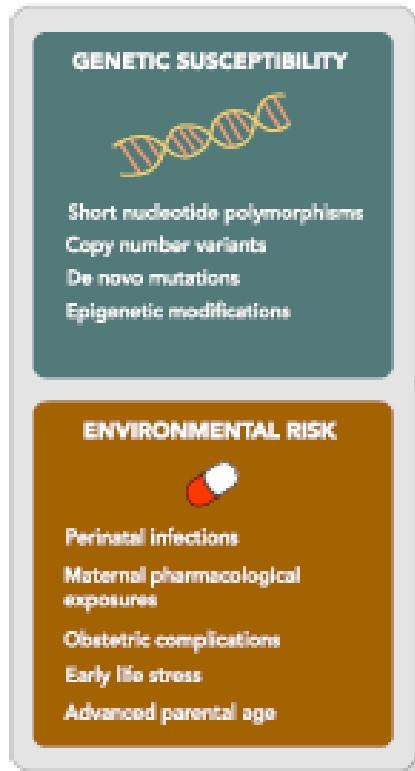 GENETIC SUSCEPTIBILITY
Short nucleotide polymorphisms
Copy number variants
De novo mutations
Epigenetic modifications
ENVIRONMENTAL RISK
Perinatal infections
Maternal pharmacological
exposures
Obstetric complications
Early life stress
Advanced parental age